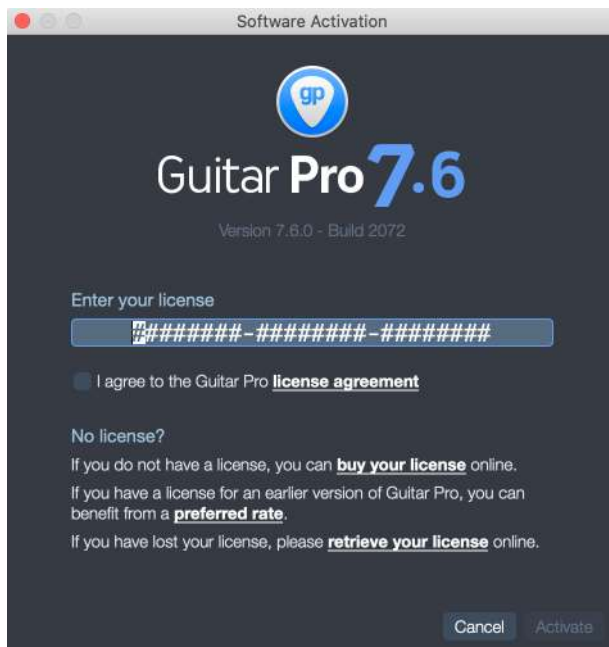 Software Activation
gp
Guitar Pro 7.6
Version 7.6.0 - Build 2072
Enter your license
########-########-########
I agree to the Guitar Pro license agreement
No license?
If you do not have a license, you can buy your license online.
If you have a license for an earlier version of Guitar Pro, you can
benefit from a preferred rate.
If you have lost your license, please retrieve your license online.
Cancel Activate